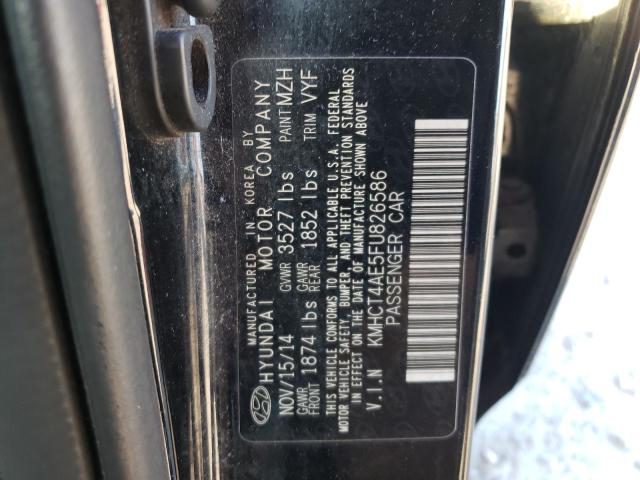 MANUFACTURED IN KOREA BY
HYUNDAI MOTOR COMPANY
NOV/15/14 GVWR 3527 lbs PAINT MZH
GAWR FRONT 1874 lbs GAWR REAR 1852 lbs TRIM VYF
THIS VEHICLE CONFORMS TO ALL APPLICABLE U.S.A. FEDERAL
MOTOR VEHICLE SAFETY, BUMPER, AND THEFT PREVENTION STANDARDS
IN EFFECT ON THE DATE OF MANUFACTURE SHOWN ABOVE
V.I.N KMHCT4AE5FU826586
PASSENGER CAR